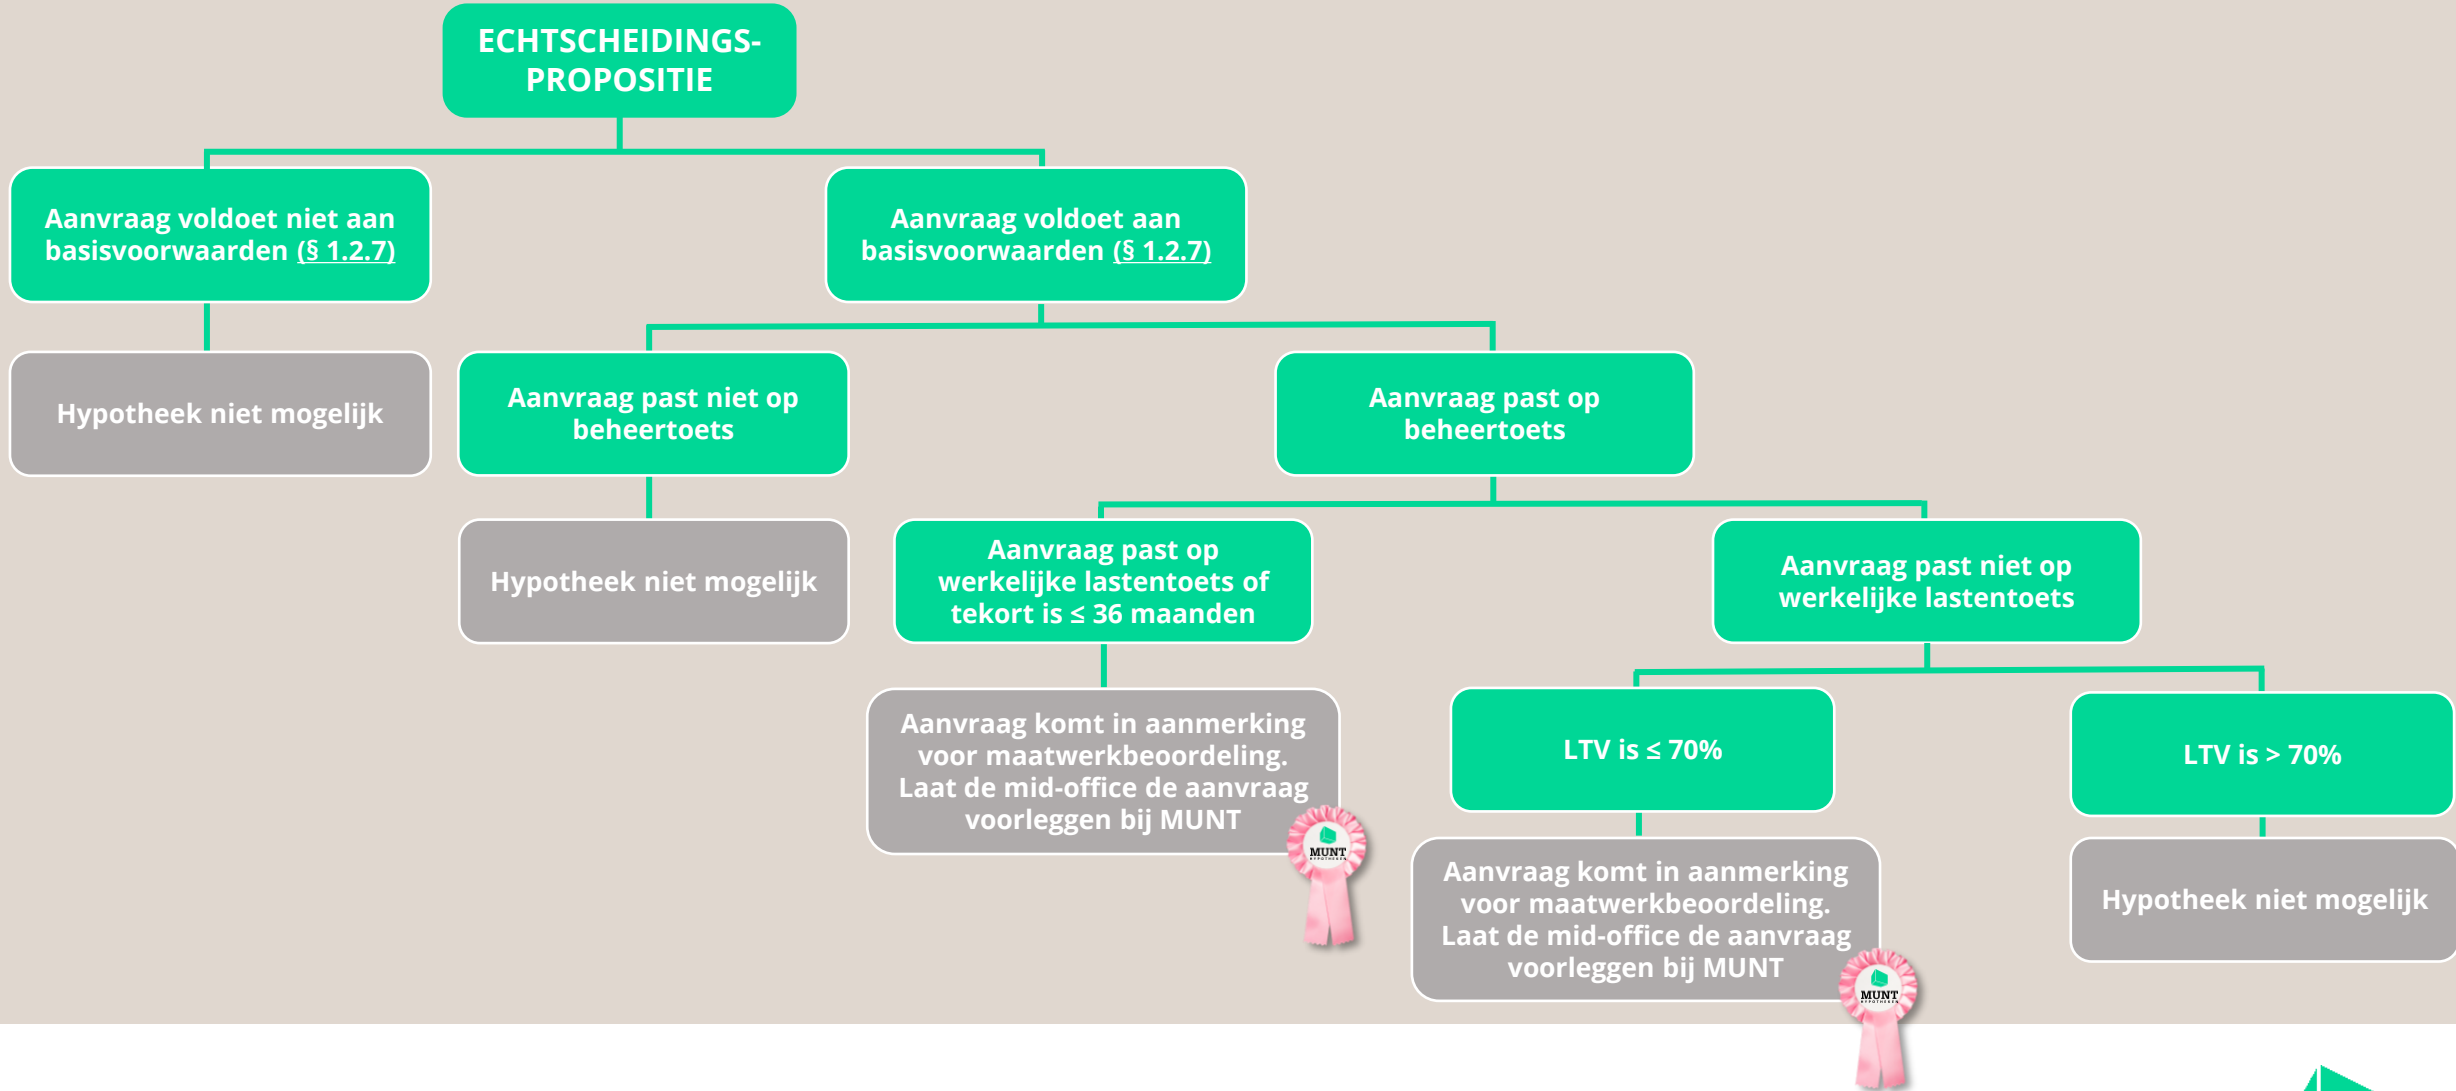 ECHTSCHEIDINGS-
PROPOSITIE
Aanvraag voldoet niet aan
basisvoorwaarden (§ 1.2.7)
Aanvraag voldoet aan
basisvoorwaarden (§ 1.2.7)
Hypotheek niet mogelijk
Aanvraag past niet op
beheertoets
Aanvraag past op
beheertoets
Hypotheek niet mogelijk
Aanvraag past op
werkelijke lastentoets of
tekort is ≤ 36 maanden
Aanvraag past niet op
werkelijke lastentoets
Aanvraag komt in aanmerking
voor maatwerkbeoordeling.
Laat de mid-office de aanvraag
voorleggen bij MUNT
MUNT
HYPOTHEKEN
LTV is ≤ 70%
LTV is > 70%
Aanvraag komt in aanmerking
voor maatwerkbeoordeling.
Laat de mid-office de aanvraag
voorleggen bij MUNT
MUNT
HYPOTHEKEN
Hypotheek niet mogelijk